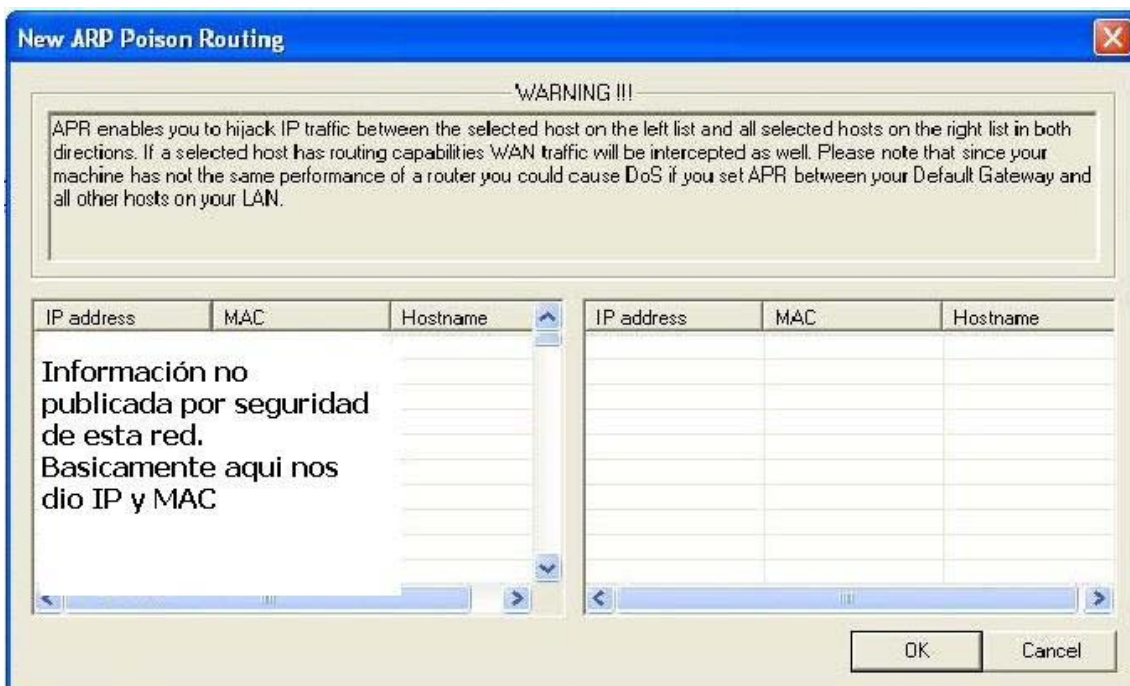 New ARP Poison Routing
WARNING !!!
APR enables you to hijack IP traffic between the selected host on the left list and all selected hosts on the right list in both
directions. If a selected host has routing capabilities WAN traffic will be intercepted as well. Please note that since your
machine has not the same performance of a router you could cause DoS if you set APR between your Default Gateway and
all other hosts on your LAN.
IP address MAC Hostname
Información no
publicada por seguridad
de esta red.
Basicamente aqui nos
dio IP y MAC
IP address MAC Hostname
OK Cancel